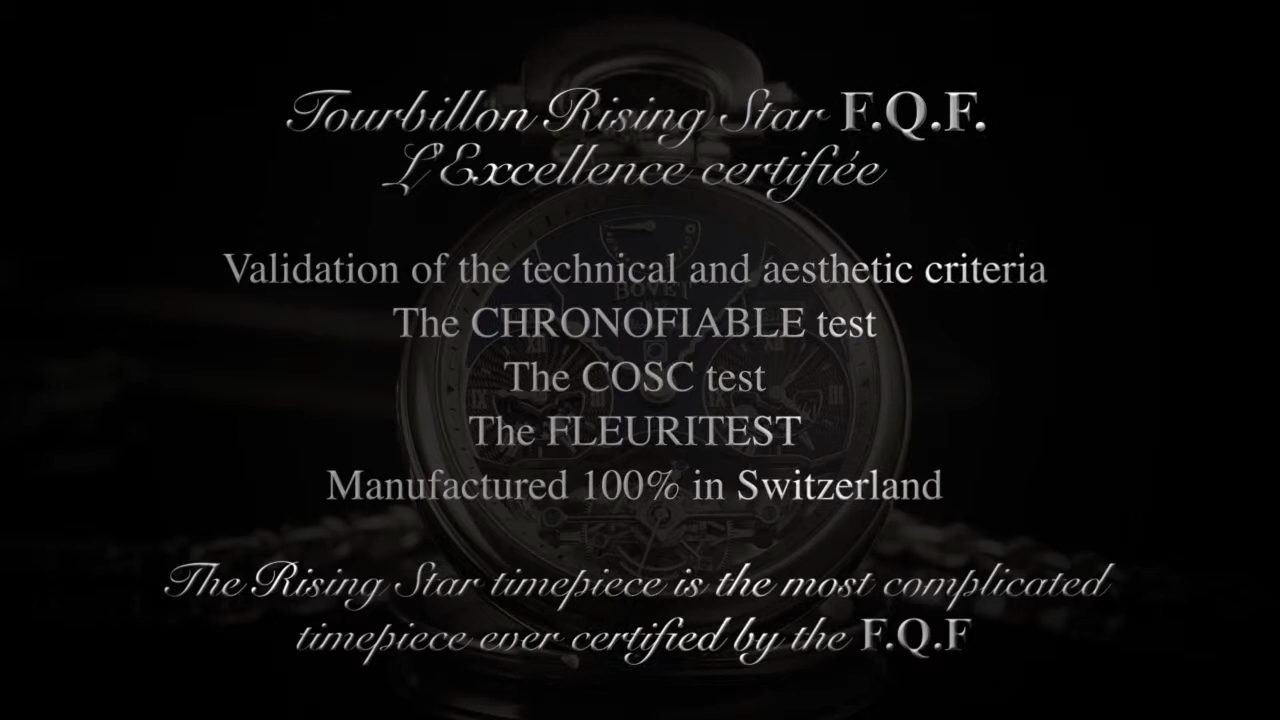 Tourbillon Rising Star F.Q.F.
L'Excellence certifiée
Validation of the technical and aesthetic criteria
The CHRONOFIABLE test
The COSC test
The FLEURITEST
Manufactured 100% in Switzerland
The Rising Star timepiece is the most complicated
timepiece ever certified by the F.Q.F
BOVET